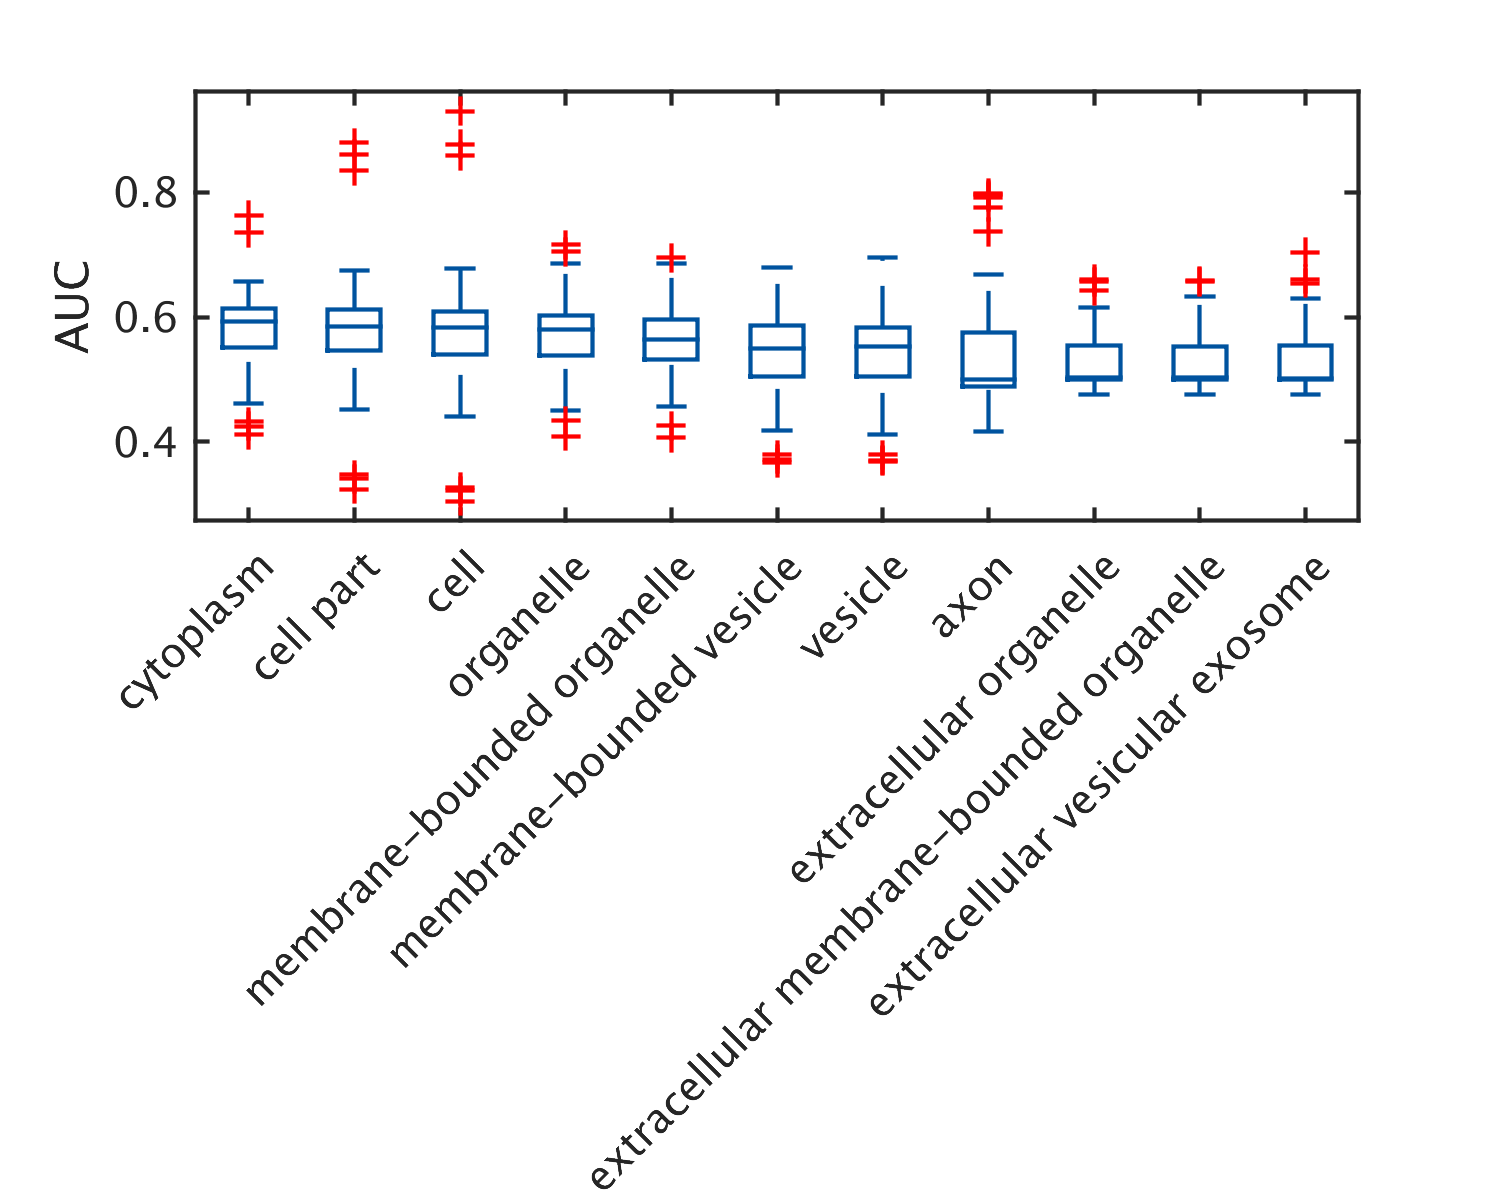 0.8
0.6
0.4
AUC
cytoplasm
cell part
cell
organelle
membrane-bounded organelle
membrane-bounded vesicle
vesicle
axon
extracellular organelle
extracellular membrane-bounded organelle
extracellular vesicular exosome